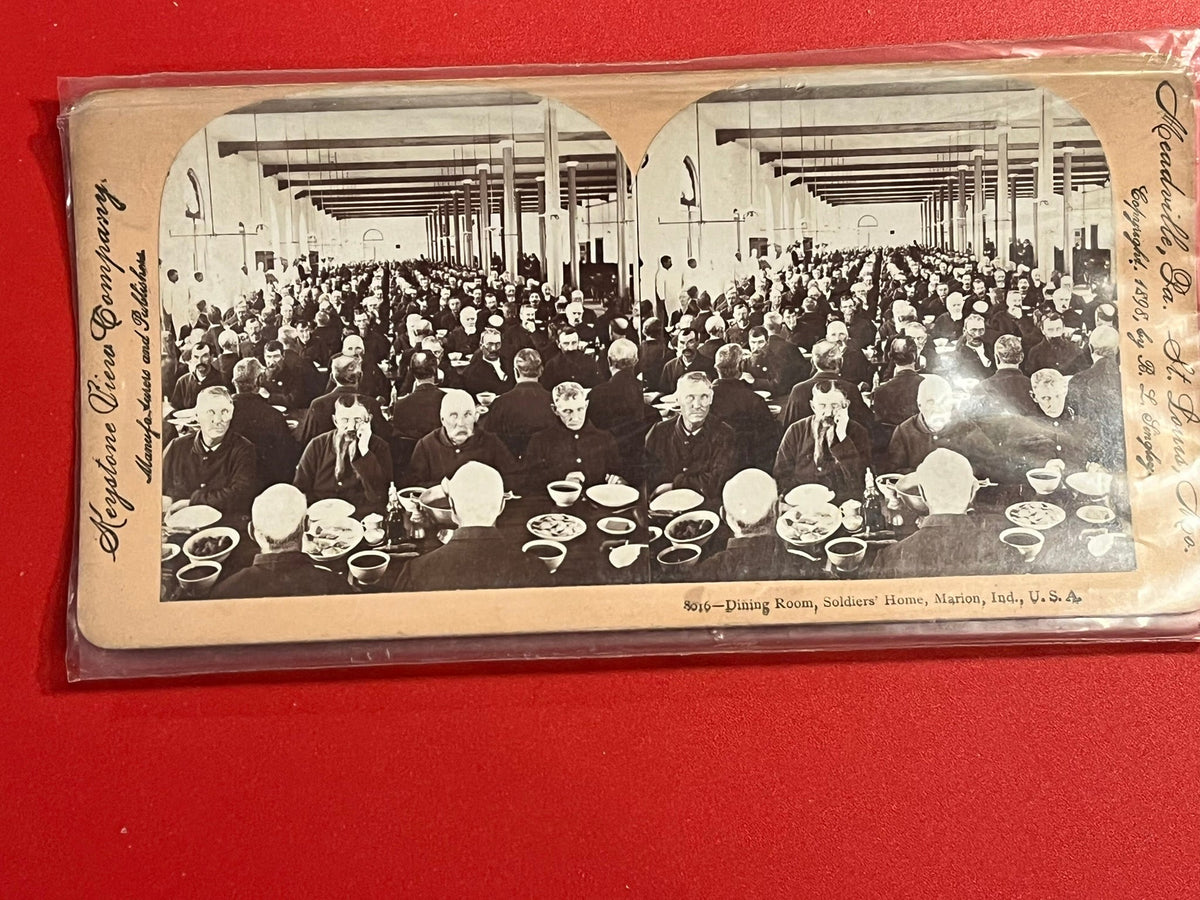 Keystone View Company.
Manufacturers and Publishers.
Meadville, Pa. St. Louis, Mo.
Copyright, 1898, by B. L. Singley.
8016—Dining Room, Soldiers' Home, Marion, Ind., U. S. A.